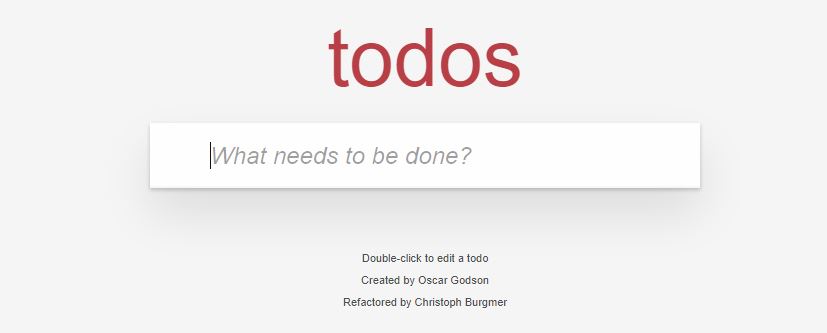 todos
What needs to be done?
Double-click to edit a todo
Created by Oscar Godson
Refactored by Christoph Burgmer